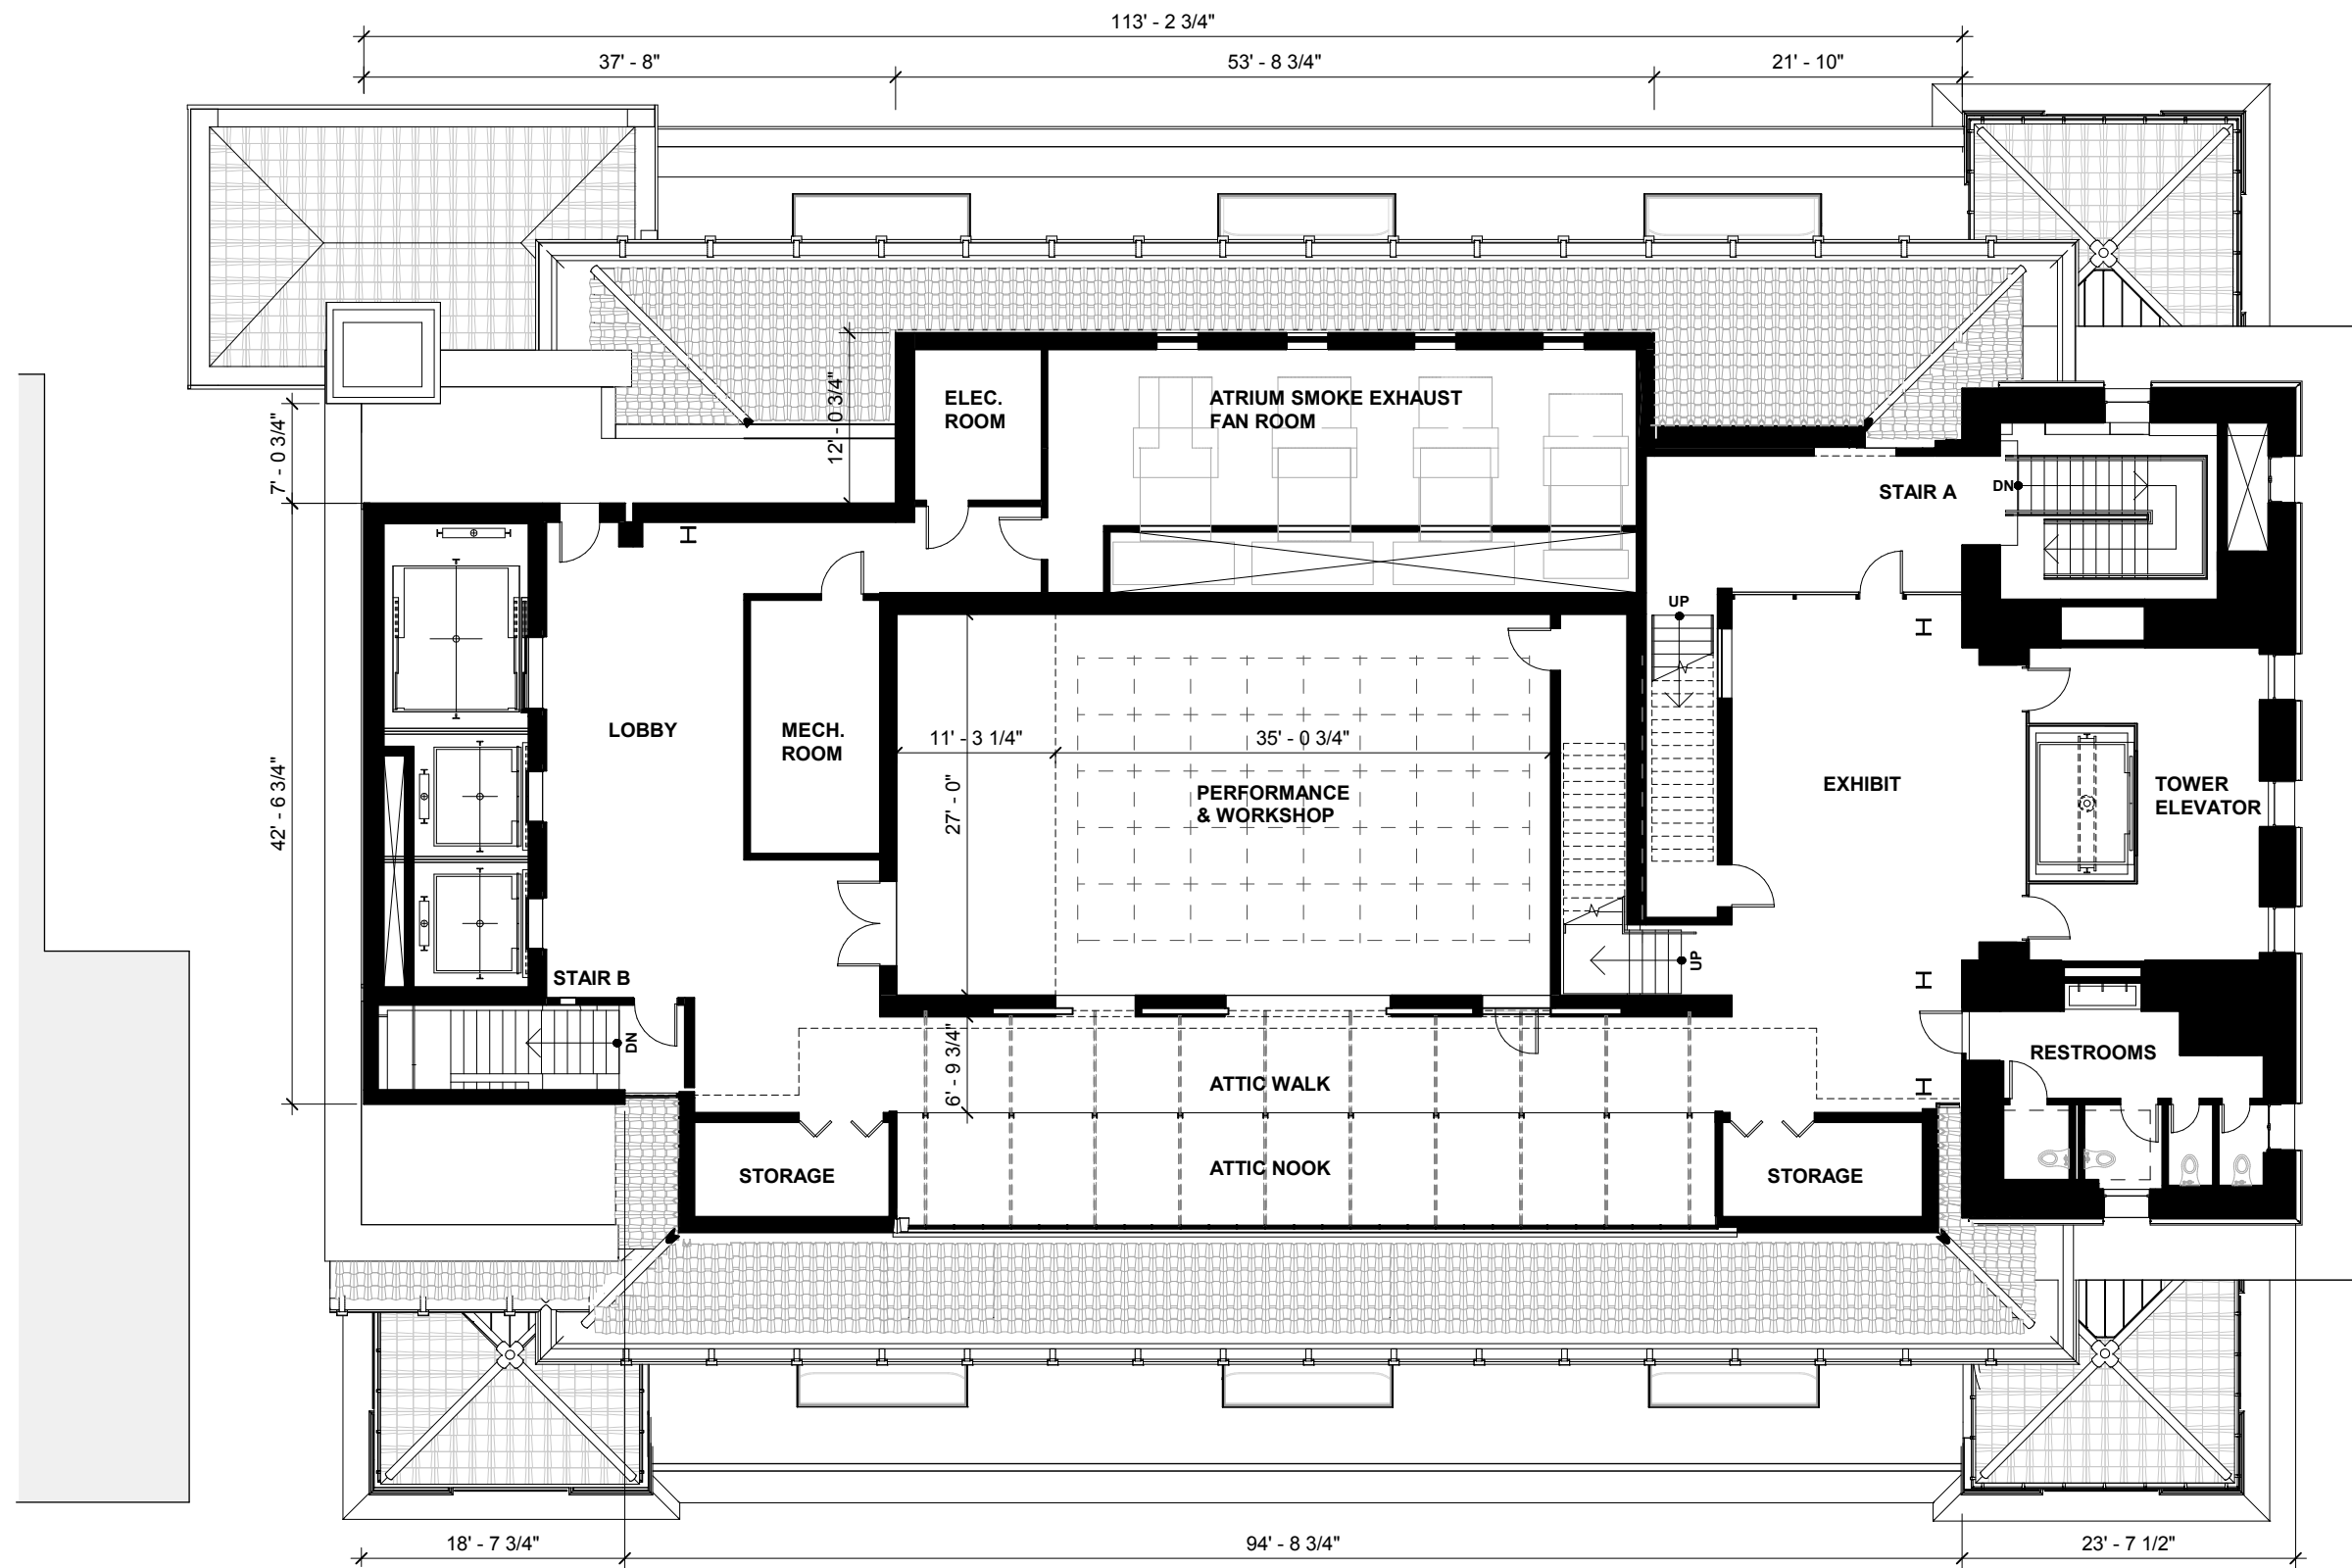 113' - 2 3/4"
37' - 8"
53' - 8 3/4"
21' - 10"
ELEC.
ROOM
ATRIUM SMOKE EXHAUST
FAN ROOM
12' - 0 3/4"
7' - 0 3/4"
STAIR A
DN
UP
LOBBY
MECH.
ROOM
11' - 3 1/4"
35' - 0 3/4"
27' - 0"
PERFORMANCE
& WORKSHOP
EXHIBIT
TOWER
ELEVATOR
42' - 6 3/4"
STAIR B
UP
DN
RESTROOMS
6' - 9 3/4"
ATTIC WALK
STORAGE
ATTIC NOOK
STORAGE
18' - 7 3/4"
94' - 8 3/4"
23' - 7 1/2"